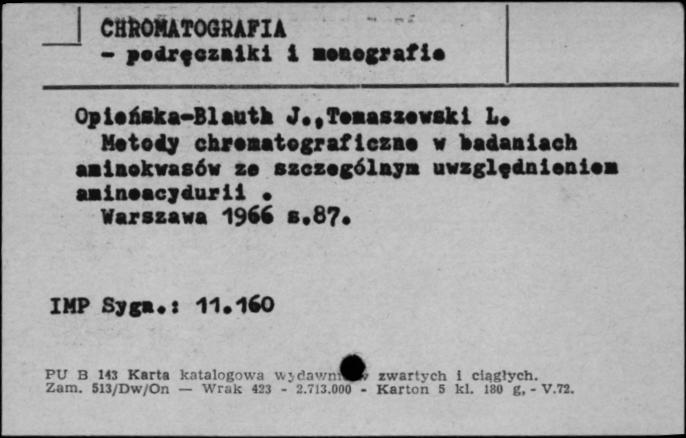 CHROMATOGRAFIA
- podręczniki i monografie
Opieńska-Blauth J.,Tomaszewski L.
Metody chromatograficzne w badaniach
aminokwasów ze szczególnym uwzględnieniem
aminoacydurii .
Warszawa 1966 s.87.
IMP Sygn.: 11.160
PU B 143 Karta katalogowa zwartych i ciągłych.
Zam. 513/Dw/On — Wrak 423 - 2.713.000 - Karton 5 kl. 180 g, - V.72.